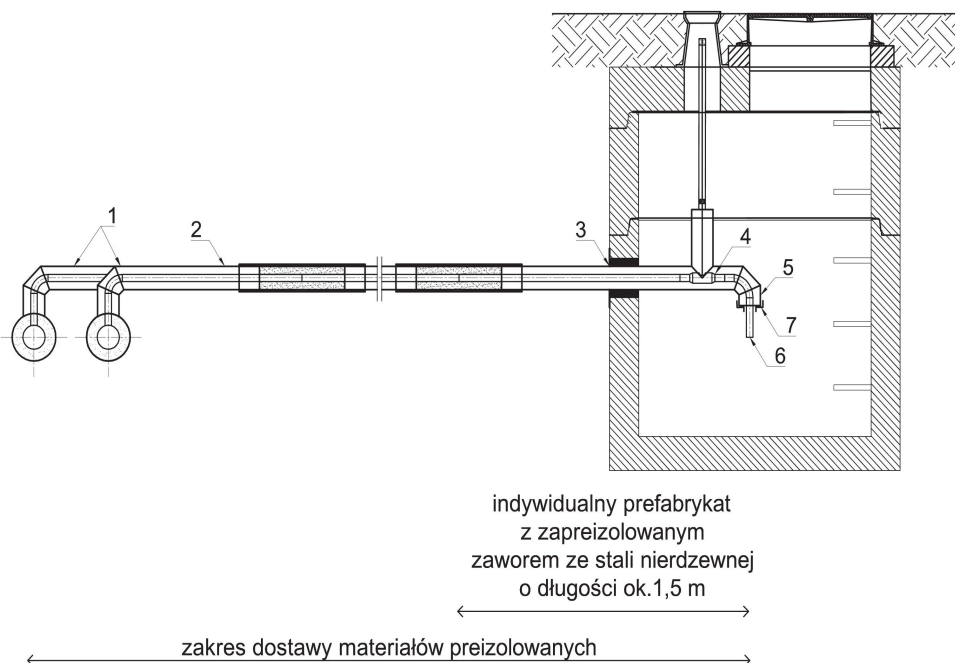 1
2
3
4
5
7
6
indywidualny prefabrykat
z zapreizolowanym
zaworem ze stali nierdzewnej
o długości ok.1,5 m
zakres dostawy materiałów preizolowanych